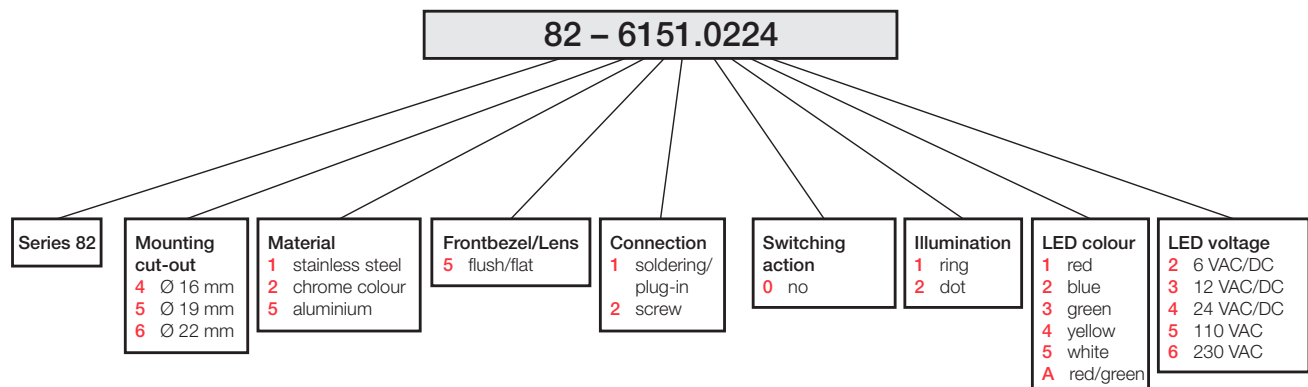 82 – 6151.0224
Series 82
Mounting
cut-out
4 Ø 16 mm
5 Ø 19 mm
6 Ø 22 mm
Material
1 stainless steel
2 chrome colour
5 aluminium
Frontbezel/Lens
5 flush/flat
Connection
1 soldering/
plug-in
2 screw
Switching
action
0 no
Illumination
1 ring
2 dot
LED colour
1 red
2 blue
3 green
4 yellow
5 white
A red/green
LED voltage
2 6 VAC/DC
3 12 VAC/DC
4 24 VAC/DC
5 110 VAC
6 230 VAC